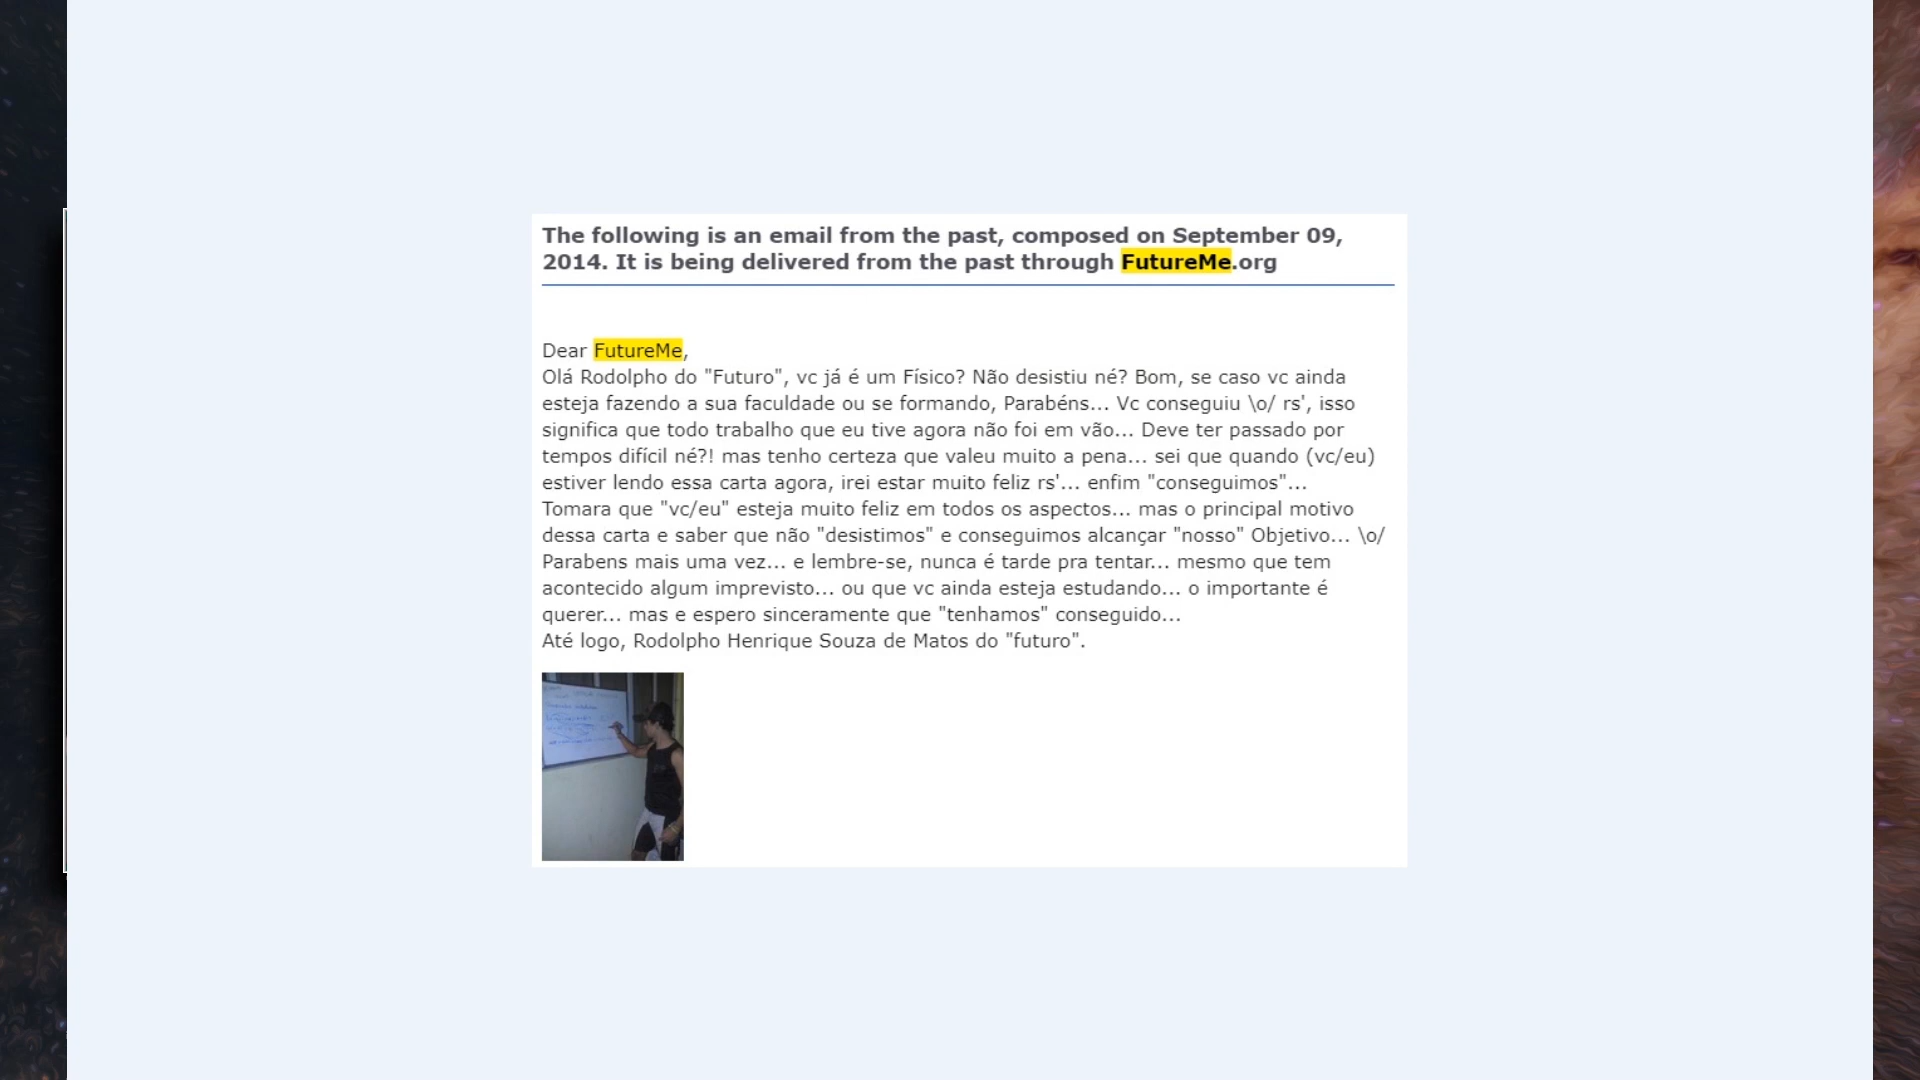 The following is an email from the past, composed on September 09,
2014. It is being delivered from the past through FutureMe.org
Dear FutureMe,
Olá Rodolpho do "Futuro", vc já é um Físico? Não desistiu né? Bom, se caso vc ainda
esteja fazendo a sua faculdade ou se formando, Parabéns... Vc conseguiu \o/ rs', isso
significa que todo trabalho que eu tive agora não foi em vão... Deve ter passado por
tempos difícil né?! mas tenho certeza que valeu muito a pena... sei que quando (vc/eu)
estiver lendo essa carta agora, irei estar muito feliz rs'... enfim "conseguimos"...
Tomara que "vc/eu" esteja muito feliz em todos os aspectos... mas o principal motivo
dessa carta e saber que não "desistimos" e conseguimos alcançar "nosso" Objetivo... \o/
Parabens mais uma vez... e lembre-se, nunca é tarde pra tentar... mesmo que tem
acontecido algum imprevisto... ou que vc ainda esteja estudando... o importante é
querer... mas e espero sinceramente que "tenhamos" conseguido...
Até logo, Rodolpho Henrique Souza de Matos do "futuro".